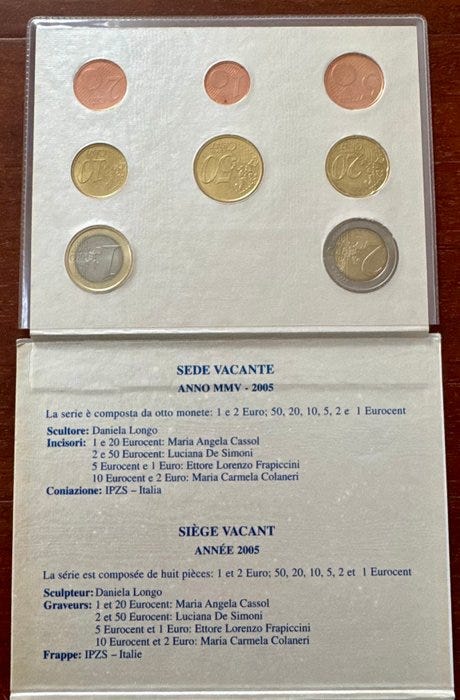 SEDE VACANTE
ANNO MMV - 2005
La serie è composta da otto monete: 1 e 2 Euro; 50, 20, 10, 5, 2 e 1 Eurocent
Scultore: Daniela Longo
Incisori: 1 e 20 Eurocent: Maria Angela Cassol
2 e 50 Eurocent: Luciana De Simoni
5 Eurocent e 1 Euro: Ettore Lorenzo Frapiccini
10 Eurocent e 2 Euro: Maria Carmela Colaneri
Coniazione: IPZS – Italia
SIÈGE VACANT
ANNÉE 2005
La série est composée de huit pièces: 1 et 2 Euro; 50, 20, 10, 5, 2 et 1 Eurocent
Sculpteur: Daniela Longo
Graveurs: 1 et 20 Eurocent: Maria Angela Cassol
2 et 50 Eurocent: Luciana De Simoni
5 Eurocent et 1 Euro: Ettore Lorenzo Frapiccini
10 Eurocent et 2 Euro: Maria Carmela Colaneri
Frappe: IPZS – Italie